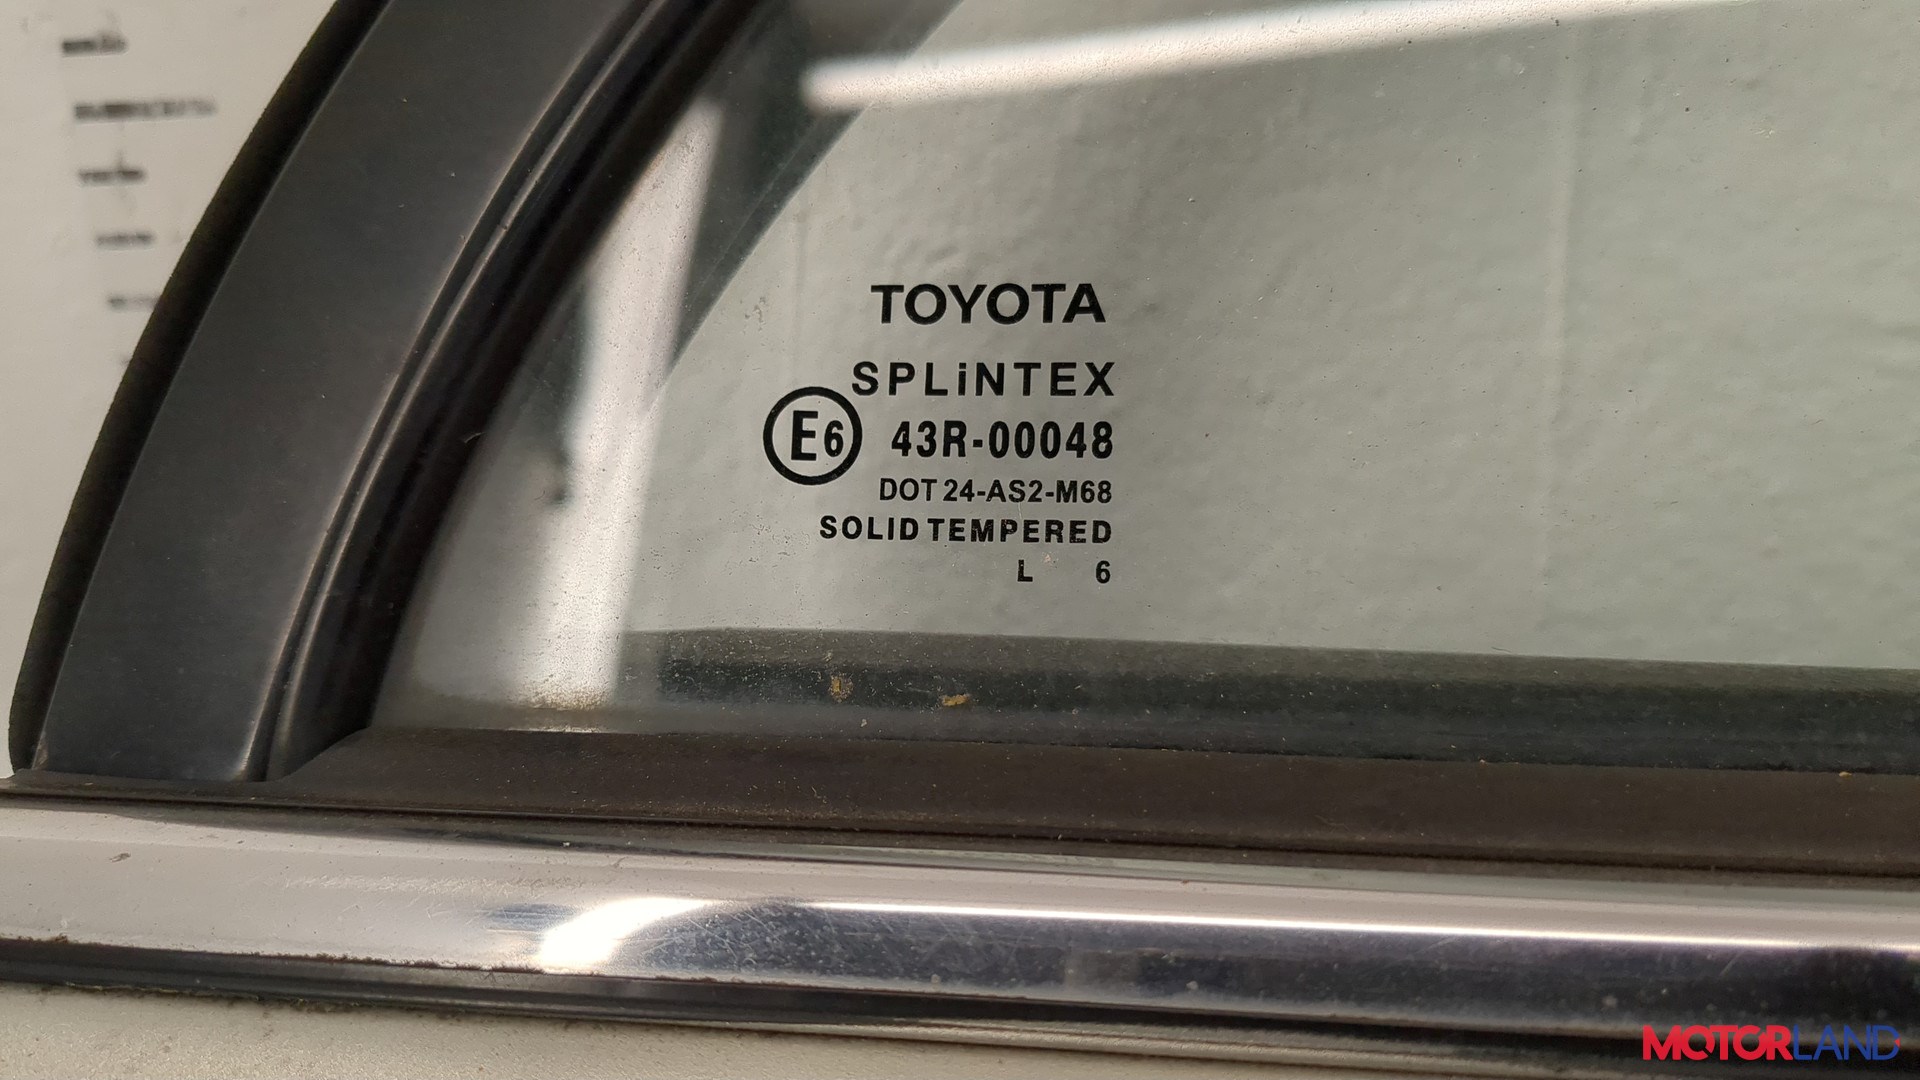 TOYOTA
SPLiNTEX
E6 43R-00048
DOT 24-AS2-M68
SOLID TEMPERED
L 6
MOTORLAND